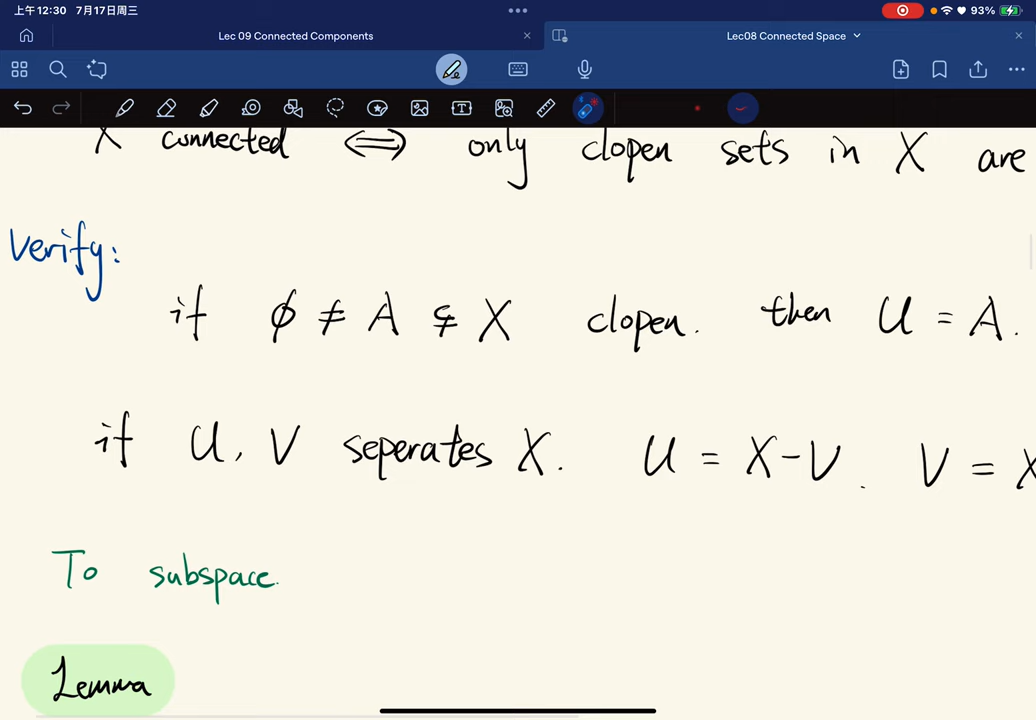 上午12:30 7月17日周三
93%
Lec 09 Connected Components
Lec08 Connected Space
X connected ⟺ only clopen sets in X are
Verify:
if ϕ ≠ A ⊊ X clopen. then U = A.
if U, V seperates X. U = X-V. V = X
To subspace.
Lemma